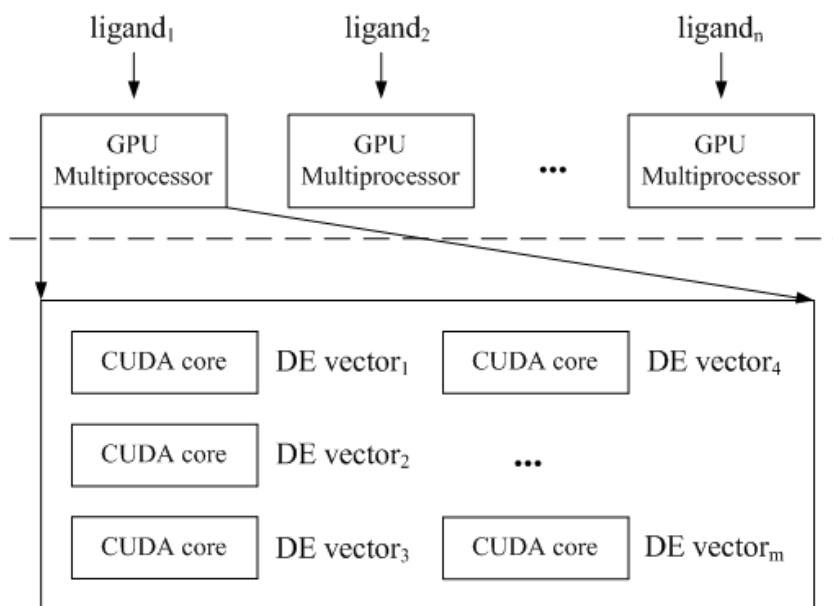 ligand₁ ligand₂ ligandₙ
GPU Multiprocessor
GPU Multiprocessor
...
GPU Multiprocessor
CUDA core DE vector₁ CUDA core DE vector₄
CUDA core DE vector₂ ...
CUDA core DE vector₃ CUDA core DE vectorₘ